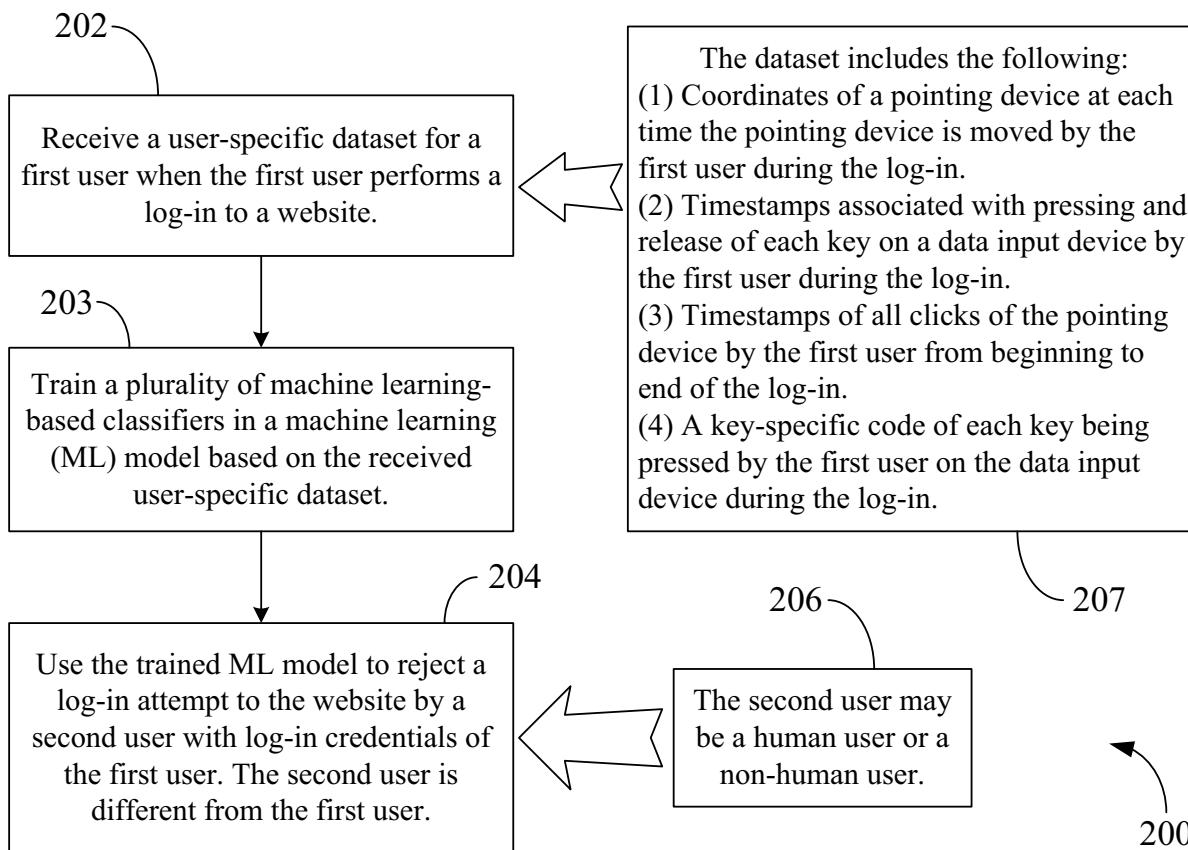 202
Receive a user-specific dataset for a
first user when the first user performs a
log-in to a website.
203
Train a plurality of machine learning-
based classifiers in a machine learning
(ML) model based on the received
user-specific dataset.
204
Use the trained ML model to reject a
log-in attempt to the website by a
second user with log-in credentials of
the first user. The second user is
different from the first user.
The dataset includes the following:
(1) Coordinates of a pointing device at each
time the pointing device is moved by the
first user during the log-in.
(2) Timestamps associated with pressing and
release of each key on a data input device by
the first user during the log-in.
(3) Timestamps of all clicks of the pointing
device by the first user from beginning to
end of the log-in.
(4) A key-specific code of each key being
pressed by the first user on the data input
device during the log-in.
207
206
The second user may
be a human user or a
non-human user.
200